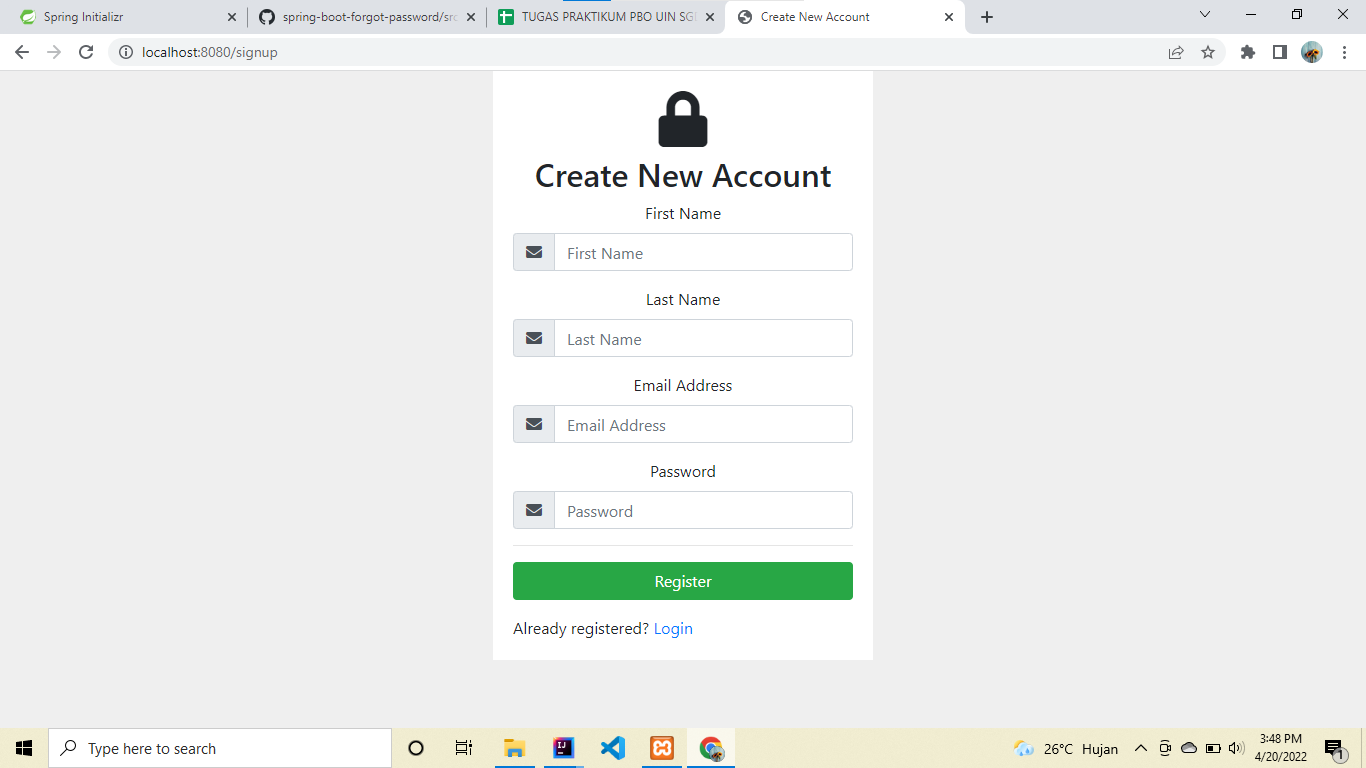 Spring Initializr
spring-boot-forgot-password/src
TUGAS PRAKTIKUM PBO UIN SG
Create New Account
localhost:8080/signup
Create New Account
First Name
First Name
Last Name
Last Name
Email Address
Email Address
Password
Password
Register
Already registered? Login
Type here to search
IJ
26°C Hujan
3:48 PM
4/20/2022
1